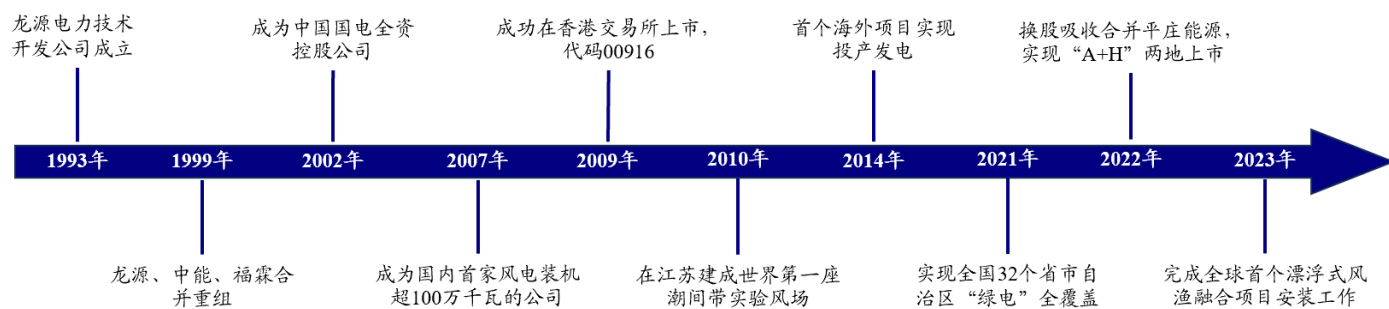 龙源电力技术
开发公司成立
成为中国国电全资
控股公司
成功在香港交易所上市，
代码00916
首个海外项目实现
投产发电
换股吸收合并平庄能源，
实现“A+H”两地上市
1993年
1999年
2002年
2007年
2009年
2010年
2014年
2021年
2022年
2023年
龙源、中能、福霖合
并重组
成为国内首家风电装机
超100万千瓦的公司
在江苏建成世界第一座
潮间带实验风场
实现全国32个省市自
治区“绿电”全覆盖
完成全球首个漂浮式风
渔融合项目安装工作